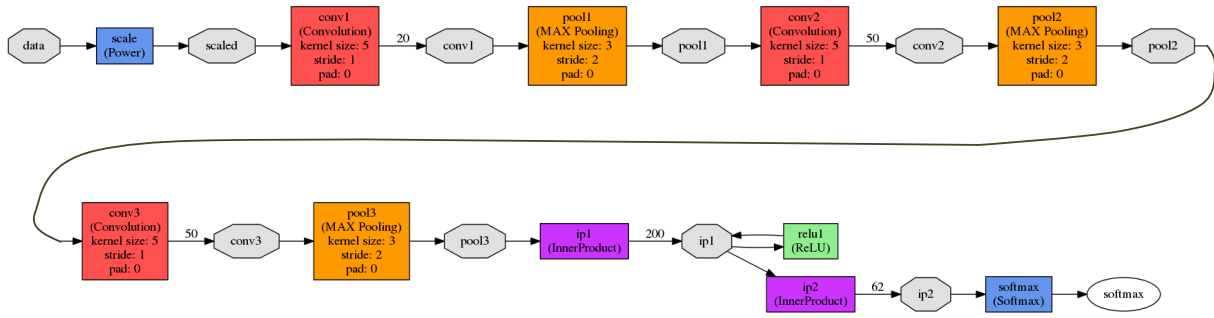 data
scale
(Power)
scaled
conv1
(Convolution)
kernel size: 5
stride: 1
pad: 0
20
conv1
pool1
(MAX Pooling)
kernel size: 3
stride: 2
pad: 0
pool1
conv2
(Convolution)
kernel size: 5
stride: 1
pad: 0
50
conv2
pool2
(MAX Pooling)
kernel size: 3
stride: 2
pad: 0
pool2
conv3
(Convolution)
kernel size: 5
stride: 1
pad: 0
50
conv3
pool3
(MAX Pooling)
kernel size: 3
stride: 2
pad: 0
pool3
ip1
(InnerProduct)
200
ip1
relu1
(ReLU)
ip2
(InnerProduct)
62
ip2
softmax
(Softmax)
softmax